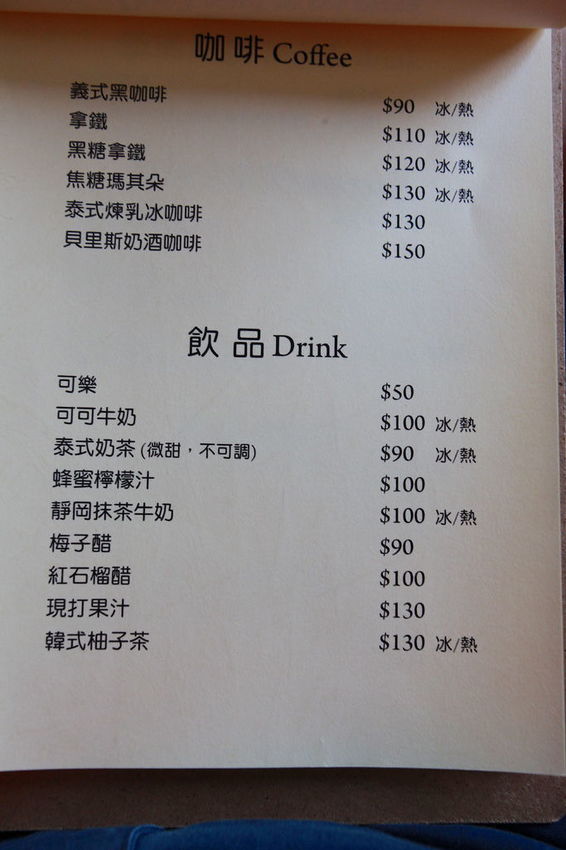 咖啡 Coffee
義式黑咖啡 $90 冰/熱
拿鐵 $110 冰/熱
黑糖拿鐵 $120 冰/熱
焦糖瑪其朵 $130 冰/熱
泰式煉乳冰咖啡 $130
貝里斯奶酒咖啡 $150
飲品 Drink
可樂 $50
可可牛奶 $100 冰/熱
泰式奶茶 (微甜，不可調) $90 冰/熱
蜂蜜檸檬汁 $100
靜岡抹茶牛奶 $100 冰/熱
梅子醋 $90
紅石榴醋 $100
現打果汁 $130
韓式柚子茶 $130 冰/熱